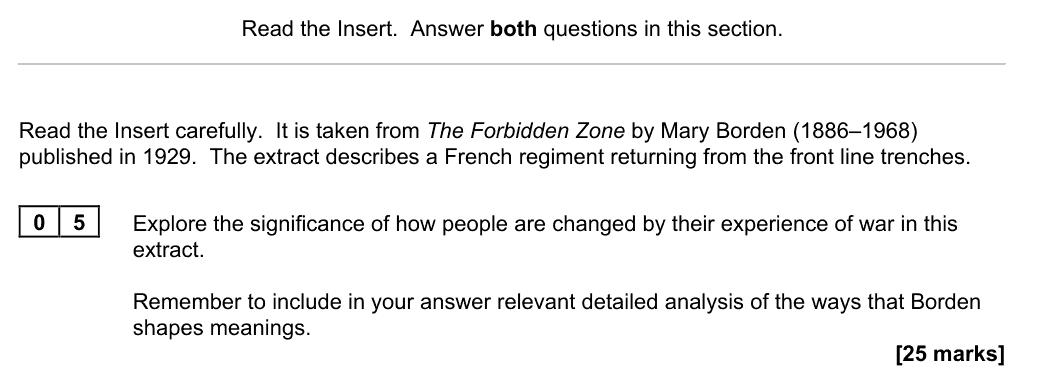 Read the Insert.  Answer both questions in this section.
Read the Insert carefully.  It is taken from The Forbidden Zone by Mary Borden (1886–1968)
published in 1929.  The extract describes a French regiment returning from the front line trenches.
0 5 Explore the significance of how people are changed by their experience of war in this
extract.
Remember to include in your answer relevant detailed analysis of the ways that Borden
shapes meanings.
[25 marks]